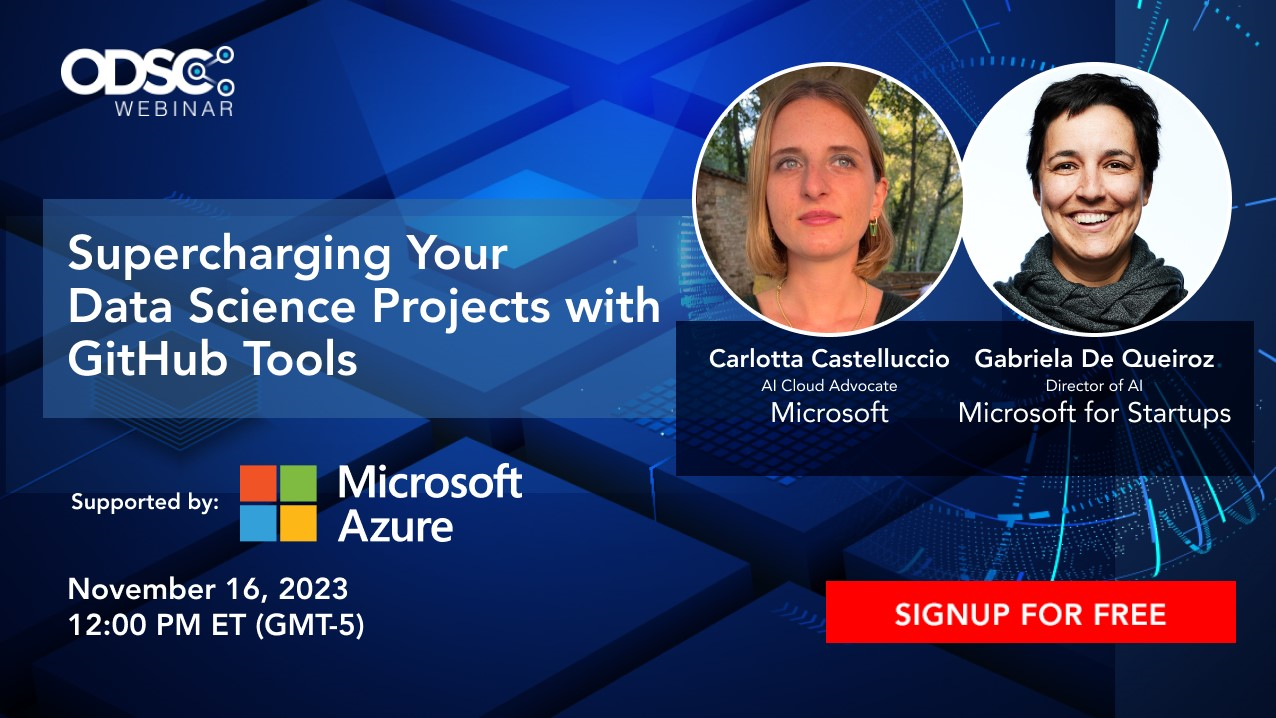 ODSC
WEBINAR
Supercharging Your
Data Science Projects with
GitHub Tools
Carlotta Castelluccio
AI Cloud Advocate
Microsoft
Gabriela De Queiroz
Director of AI
Microsoft for Startups
Supported by:
Microsoft
Azure
November 16, 2023
12:00 PM ET (GMT-5)
SIGNUP FOR FREE